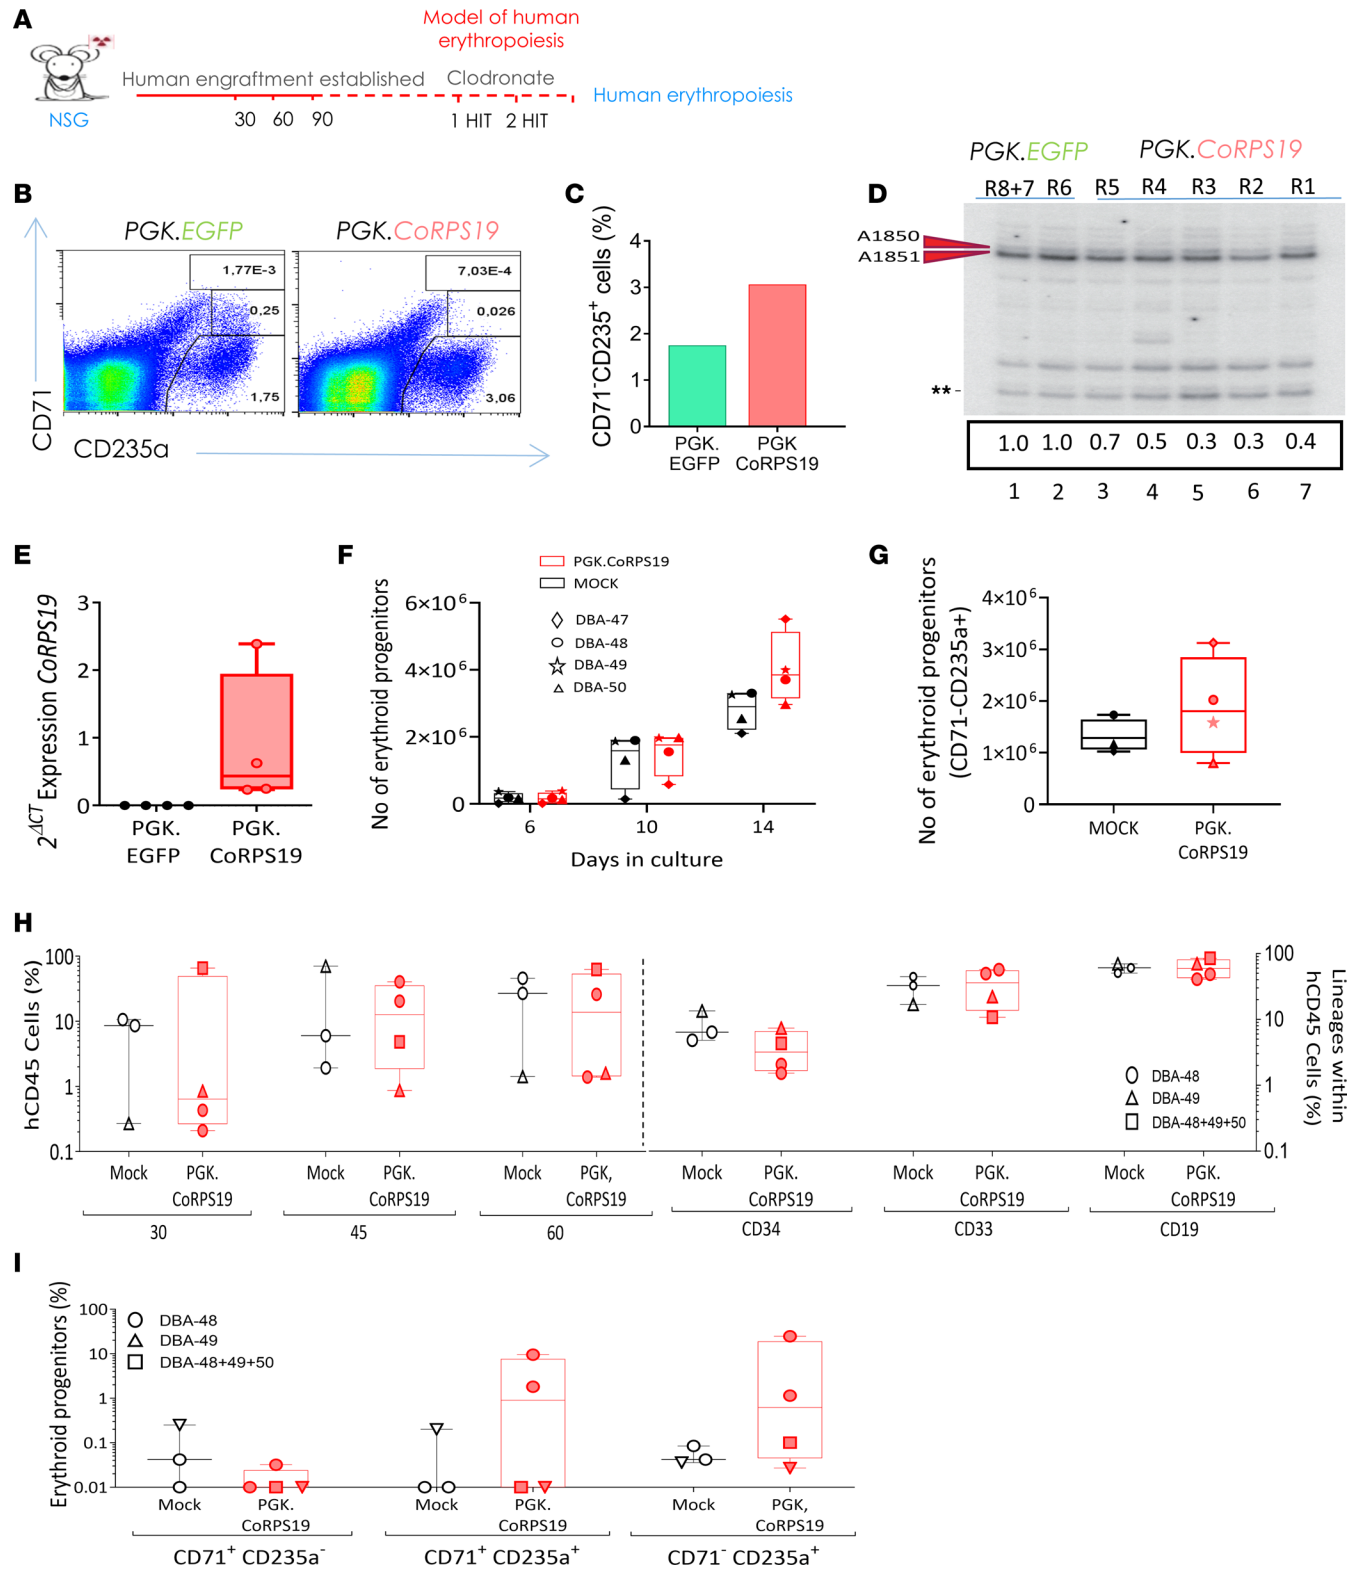 A
Model of human
erythropoiesis
Human engraftment established
Clodronate
Human erythropoiesis
NSG
30 60 90
1 HIT 2 HIT
B
PGK.EGFP
PGK.CoRPS19
1,77E-3
0,25
1.75
7,03E-4
0,026
3,06
CD71
CD235a
C
CD71-CD235+ cells (%)
4
3
2
1
0
PGK.
EGFP
PGK
CoRPS19
D
PGK.EGFP
PGK.CoRPS19
R8+7 R6 R5 R4 R3 R2 R1
A1850
A1851
**-
1.0 1.0 0.7 0.5 0.3 0.3 0.4
1 2 3 4 5 6 7
E
2ΔCT Expression CoRPS19
3
2
1
0
PGK.
EGFP
PGK.
CoRPS19
F
PGK.CoRPS19
MOCK
DBA-47
DBA-48
DBA-49
DBA-50
No of erythroid progenitors
6×10⁶
4×10⁶
2×10⁶
0
6 10 14
Days in culture
G
No of erythroid progenitors
(CD71-CD235a+)
4×10⁶
3×10⁶
2×10⁶
1×10⁶
0
MOCK
PGK.
CoRPS19
H
hCD45 Cells (%)
100
10
1
0.1
Mock PGK. CoRPS19
30
Mock PGK. CoRPS19
45
Mock PGK, CoRPS19
60
Mock PGK. CoRPS19
CD34
Mock PGK. CoRPS19
CD33
Mock PGK. CoRPS19
CD19
DBA-48
DBA-49
DBA-48+49+50
100
10
1
0.1
Lineages within
hCD45 Cells (%)
I
Erythroid progenitors (%)
100
10
1
0.1
0.01
DBA-48
DBA-49
DBA-48+49+50
Mock PGK. CoRPS19
CD71+ CD235a-
Mock PGK. CoRPS19
CD71+ CD235a+
Mock PGK, CoRPS19
CD71- CD235a+